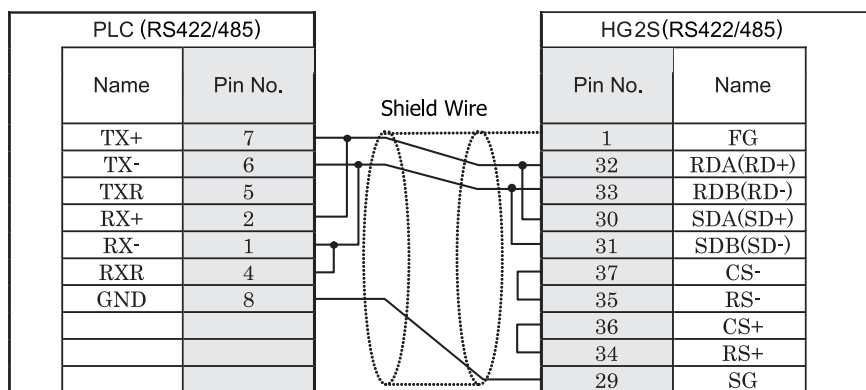 PLC (RS422/485) HG2S(RS422/485)
Name Pin No. Pin No. Name
Shield Wire
TX+ 7 1 FG
TX- 6 32 RDA(RD+)
TXR 5 33 RDB(RD-)
RX+ 2 30 SDA(SD+)
RX- 1 31 SDB(SD-)
RXR 4 37 CS-
GND 8 35 RS-
36 CS+
34 RS+
29 SG